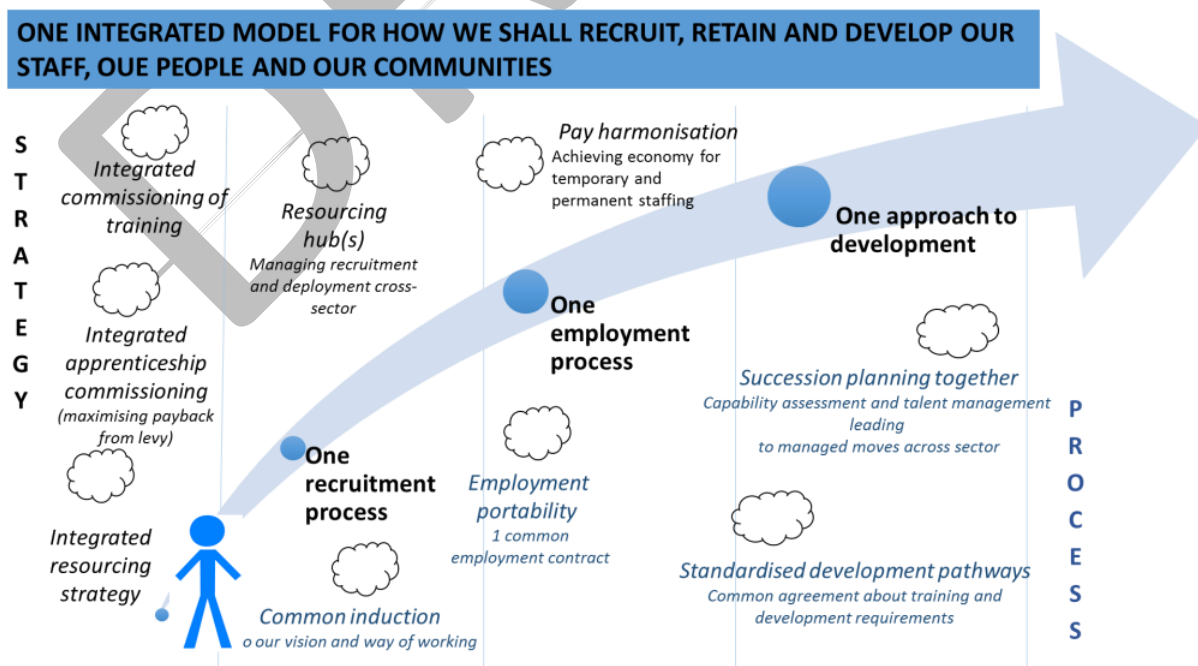 ONE INTEGRATED MODEL FOR HOW WE SHALL RECRUIT, RETAIN AND DEVELOP OUR
STAFF, OUE PEOPLE AND OUR COMMUNITIES
STRATEGY
Integrated
commissioning of
training
Integrated
apprenticeship
commissioning
(maximising payback
from levy)
Integrated
resourcing
strategy
Resourcing
hub(s)
Managing recruitment
and deployment cross-
sector
One
recruitment
process
Common induction
o our vision and way of working
Pay harmonisation
Achieving economy for
temporary and
permanent staffing
One
employment
process
Employment
portability
1 common
employment contract
One approach to
development
Succession planning together
Capability assessment and talent management
leading
to managed moves across sector
Standardised development pathways
Common agreement about training and
development requirements
PROCESS